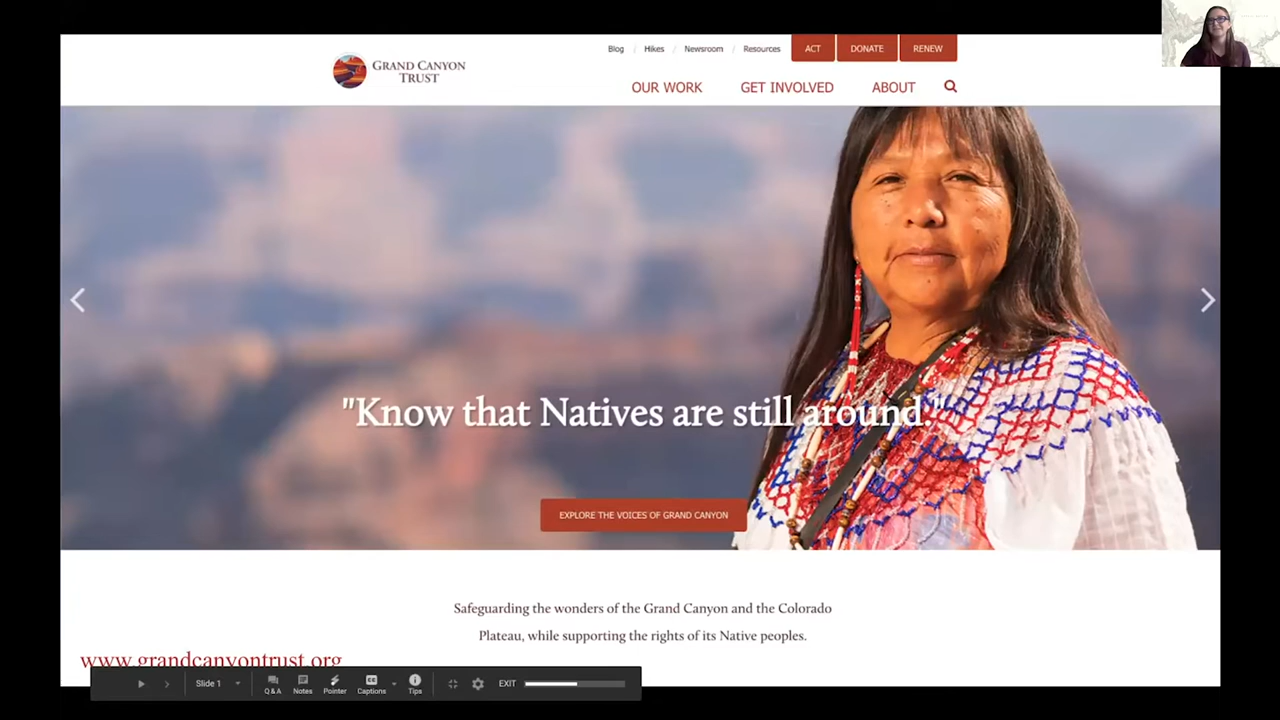 Blog / Hikes / Newsroom / Resources ACT DONATE RENEW
GRAND CANYON
TRUST
OUR WORK GET INVOLVED ABOUT
"Know that Natives are still around."
EXPLORE THE VOICES OF GRAND CANYON
Safeguarding the wonders of the Grand Canyon and the Colorado
Plateau, while supporting the rights of its Native peoples.
www.grandcanyontrust.org
Slide 1 Q & A Notes Pointer Captions Tips EXIT